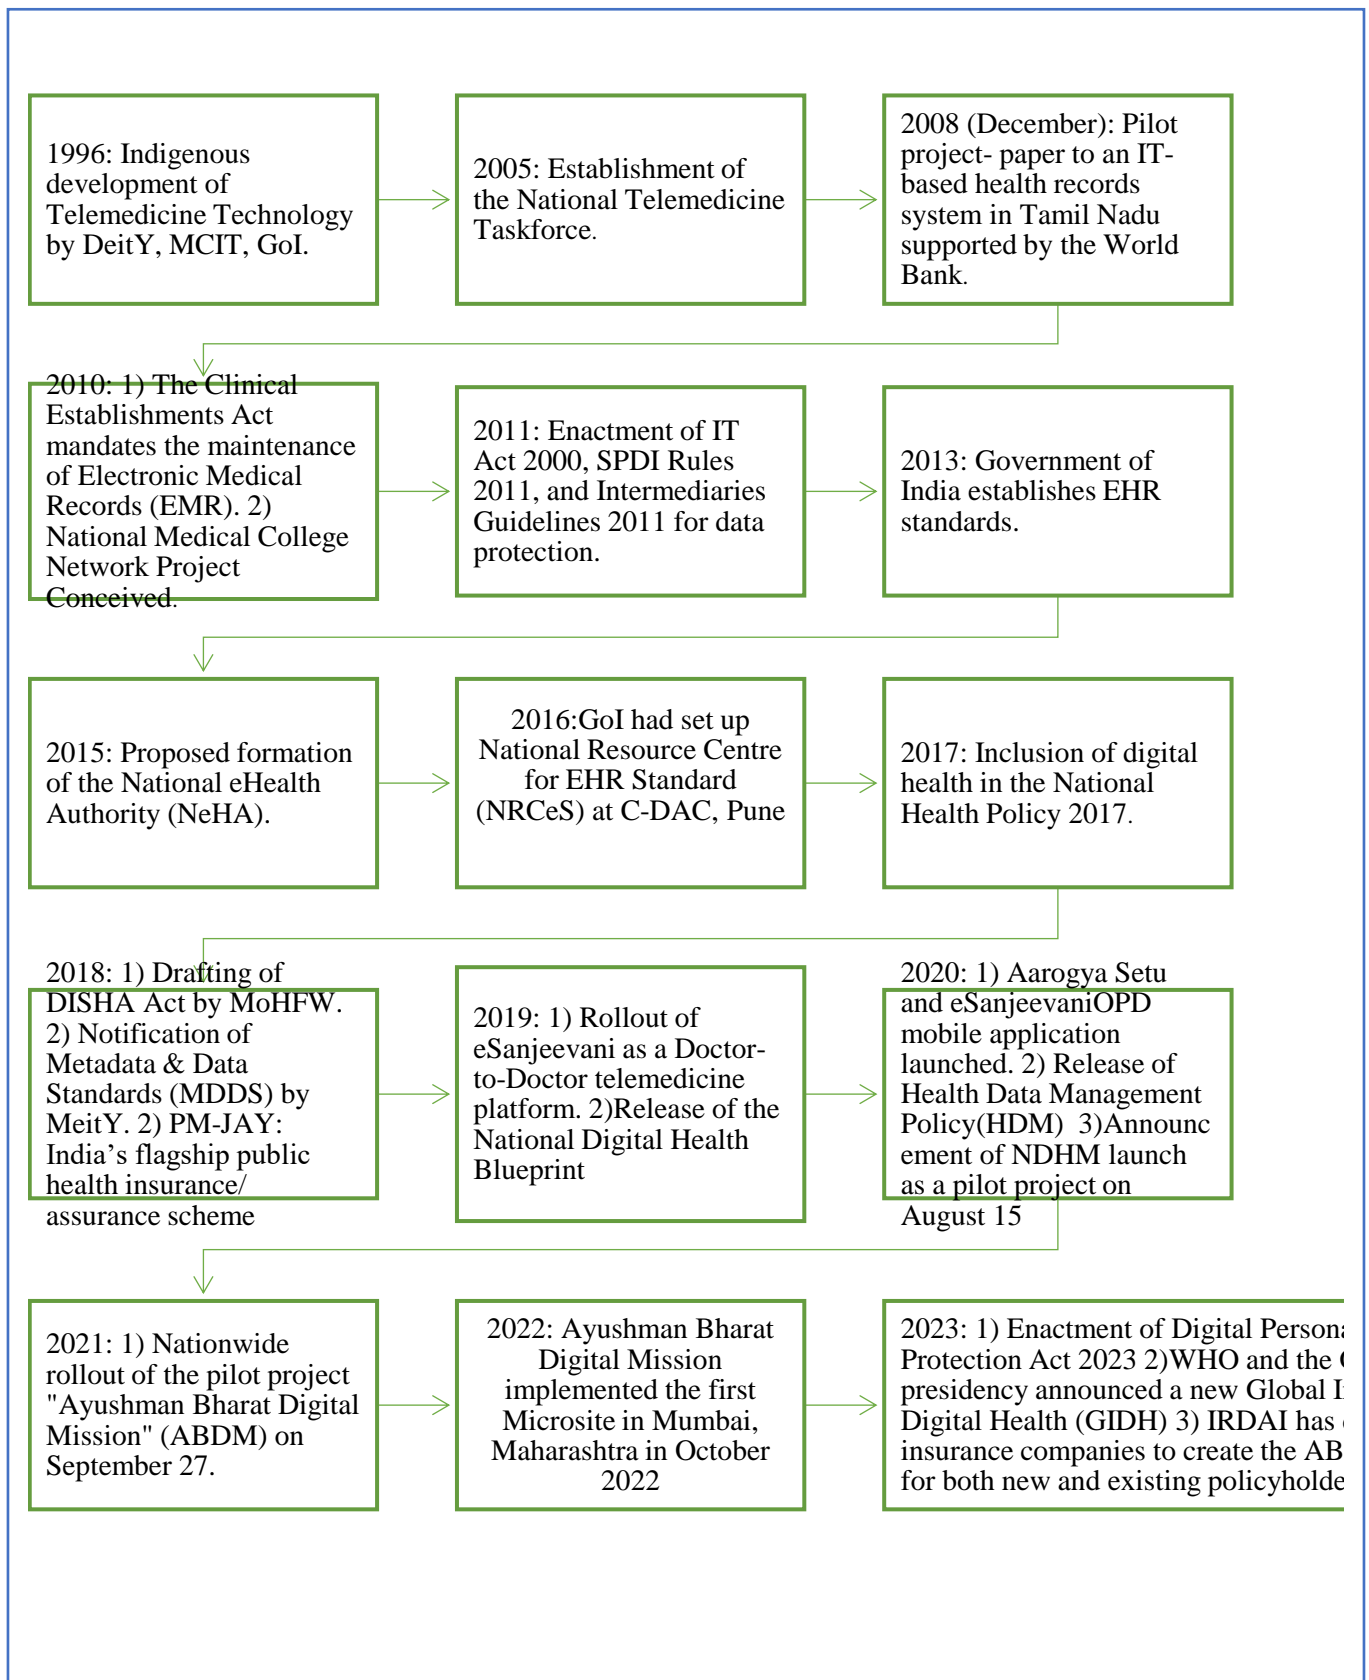 1996: Indigenous
development of
Telemedicine Technology
by DeitY, MCIT, GoI.
2005: Establishment of
the National Telemedicine
Taskforce.
2008 (December): Pilot
project- paper to an IT-
based health records
system in Tamil Nadu
supported by the World
Bank.
2010: 1) The Clinical
Establishments Act
mandates the maintenance
of Electronic Medical
Records (EMR). 2)
National Medical College
Network Project
Conceived.
2011: Enactment of IT
Act 2000, SPDI Rules
2011, and Intermediaries
Guidelines 2011 for data
protection.
2013: Government of
India establishes EHR
standards.
2015: Proposed formation
of the National eHealth
Authority (NeHA).
2016:GoI had set up
National Resource Centre
for EHR Standard
(NRCeS) at C-DAC, Pune
2017: Inclusion of digital
health in the National
Health Policy 2017.
2018: 1) Drafting of
DISHA Act by MoHFW.
2) Notification of
Metadata & Data
Standards (MDDS) by
MeitY. 2) PM-JAY:
India’s flagship public
health insurance/
assurance scheme
2019: 1) Rollout of
eSanjeevani as a Doctor-
to-Doctor telemedicine
platform. 2)Release of the
National Digital Health
Blueprint
2020: 1) Aarogya Setu
and eSanjeevaniOPD
mobile application
launched. 2) Release of
Health Data Management
Policy(HDM)  3)Announc
ement of NDHM launch
as a pilot project on
August 15
2021: 1) Nationwide
rollout of the pilot project
"Ayushman Bharat Digital
Mission" (ABDM) on
September 27.
2022: Ayushman Bharat
Digital Mission
implemented the first
Microsite in Mumbai,
Maharashtra in October
2022
2023: 1) Enactment of Digital
Protection Act 2023 2)WHO and the
presidency announced a new Global
Digital Health (GIDH) 3) IRDAI has
insurance companies to create the
for both new and existing